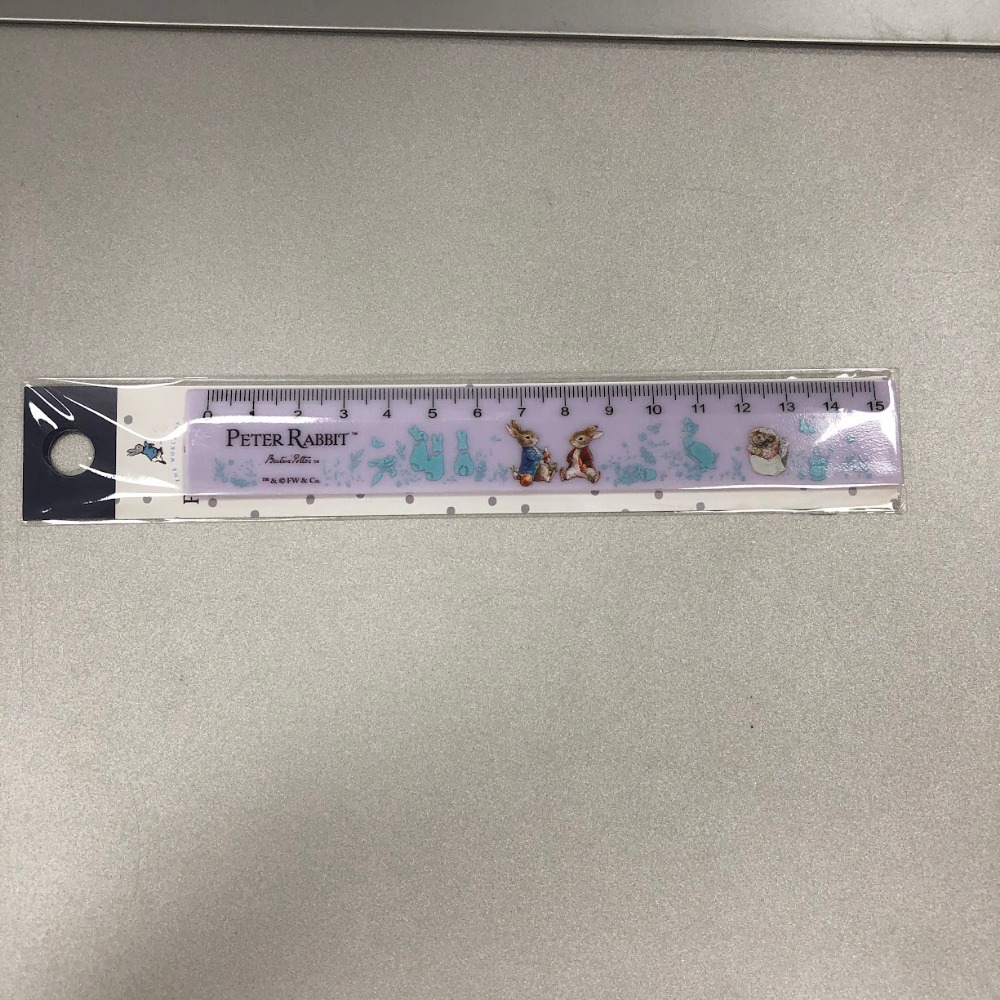 0 1 2 3 4 5 6 7 8 9 10 11 12 13 14 15
PETER RABBIT™
Beatrix Potter™
™ & © FW & Co.